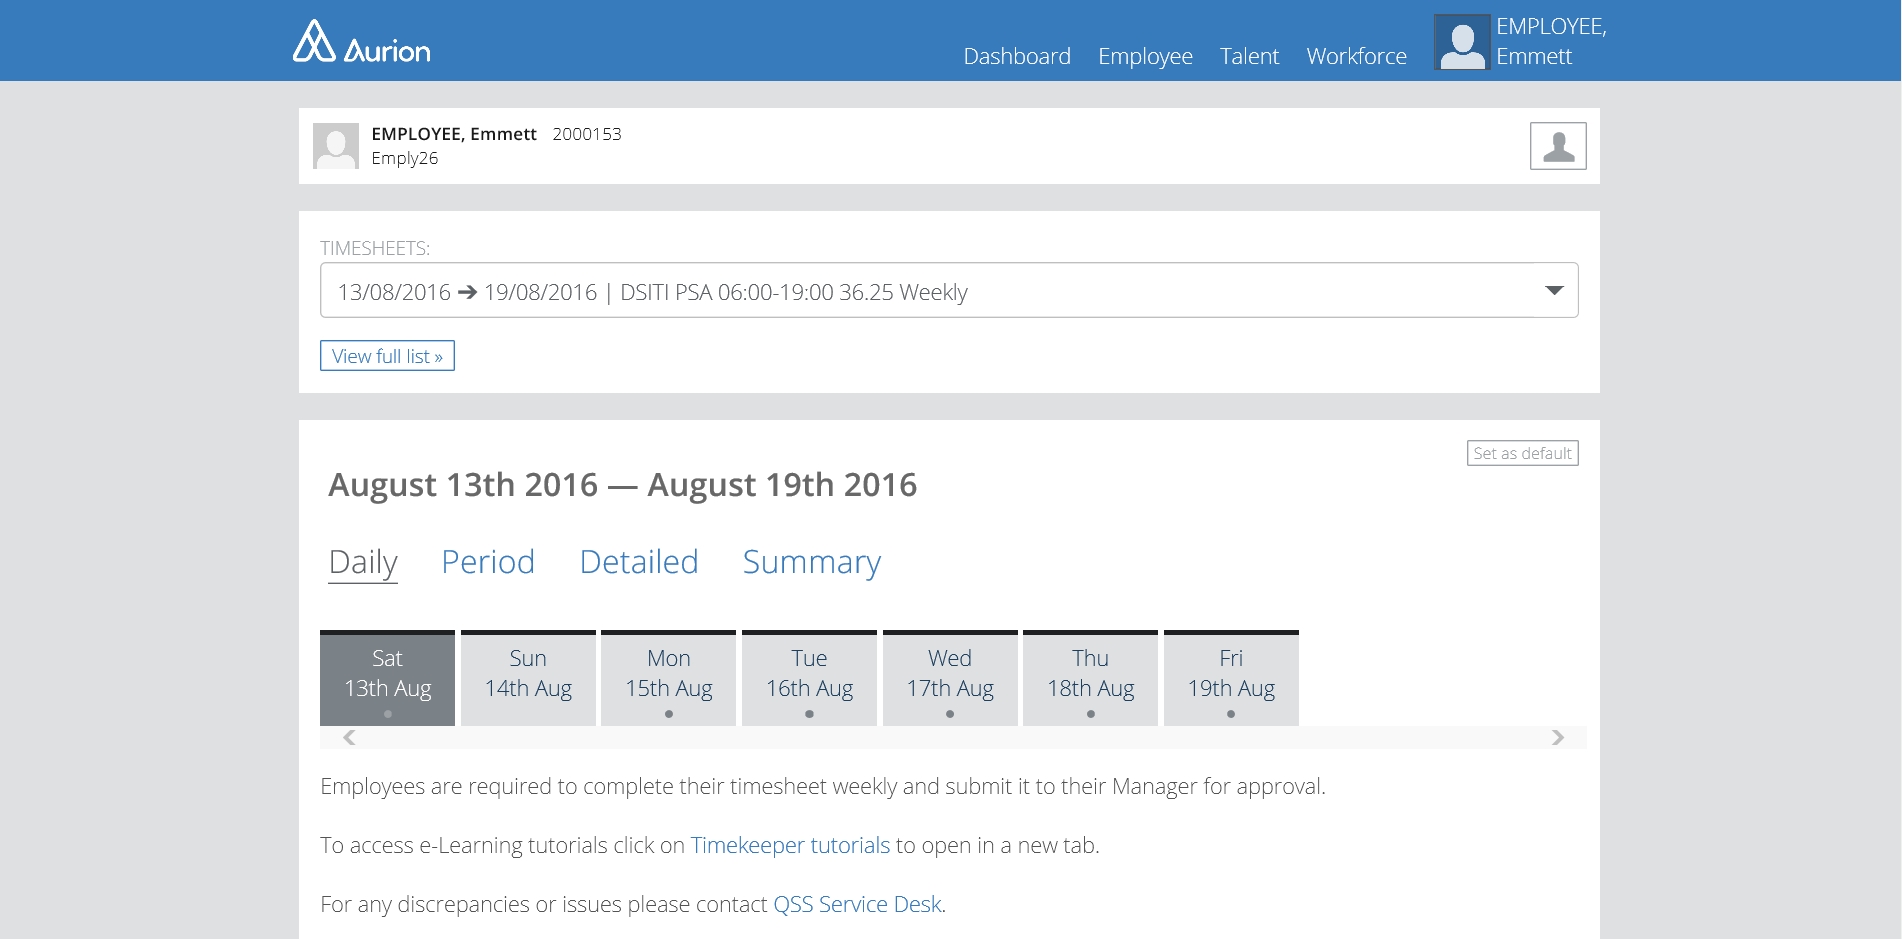 Aurion
Dashboard Employee Talent Workforce
EMPLOYEE,
Emmett
EMPLOYEE, Emmett 2000153
Emply26
TIMESHEETS:
13/08/2016 ➔ 19/08/2016 | DSITI PSA 06:00-19:00 36.25 Weekly
View full list »
Set as default
August 13th 2016 — August 19th 2016
Daily Period Detailed Summary
Sat Sun Mon Tue Wed Thu Fri
13th Aug 14th Aug 15th Aug 16th Aug 17th Aug 18th Aug 19th Aug
Employees are required to complete their timesheet weekly and submit it to their Manager for approval.
To access e-Learning tutorials click on Timekeeper tutorials to open in a new tab.
For any discrepancies or issues please contact QSS Service Desk.